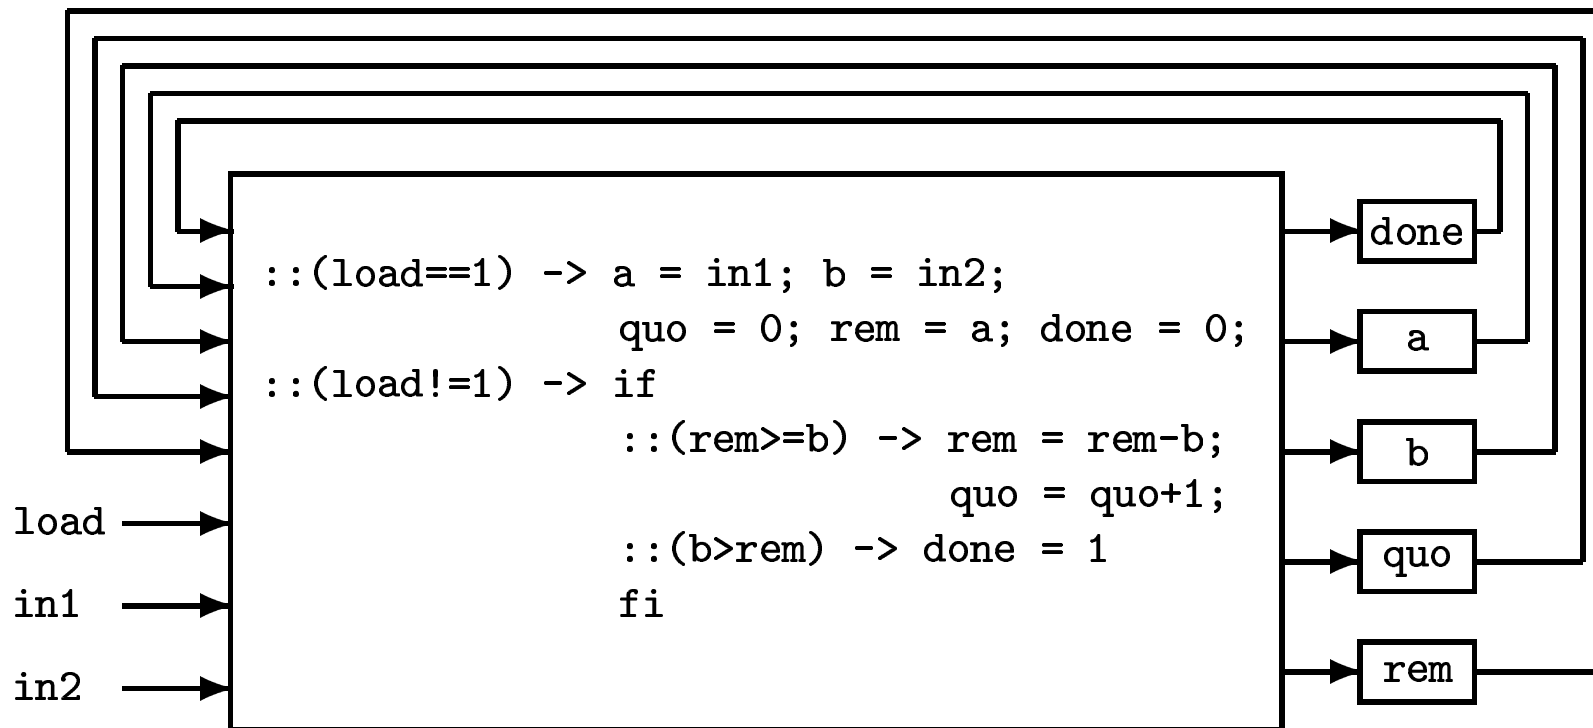 done
::(load==1) -> a = in1; b = in2;
quo = 0; rem = a; done = 0;
a
::(load!=1) -> if
::(rem>=b) -> rem = rem-b;
b
quo = quo+1;
load
::(b>rem) -> done = 1
quo
in1
fi
in2
rem